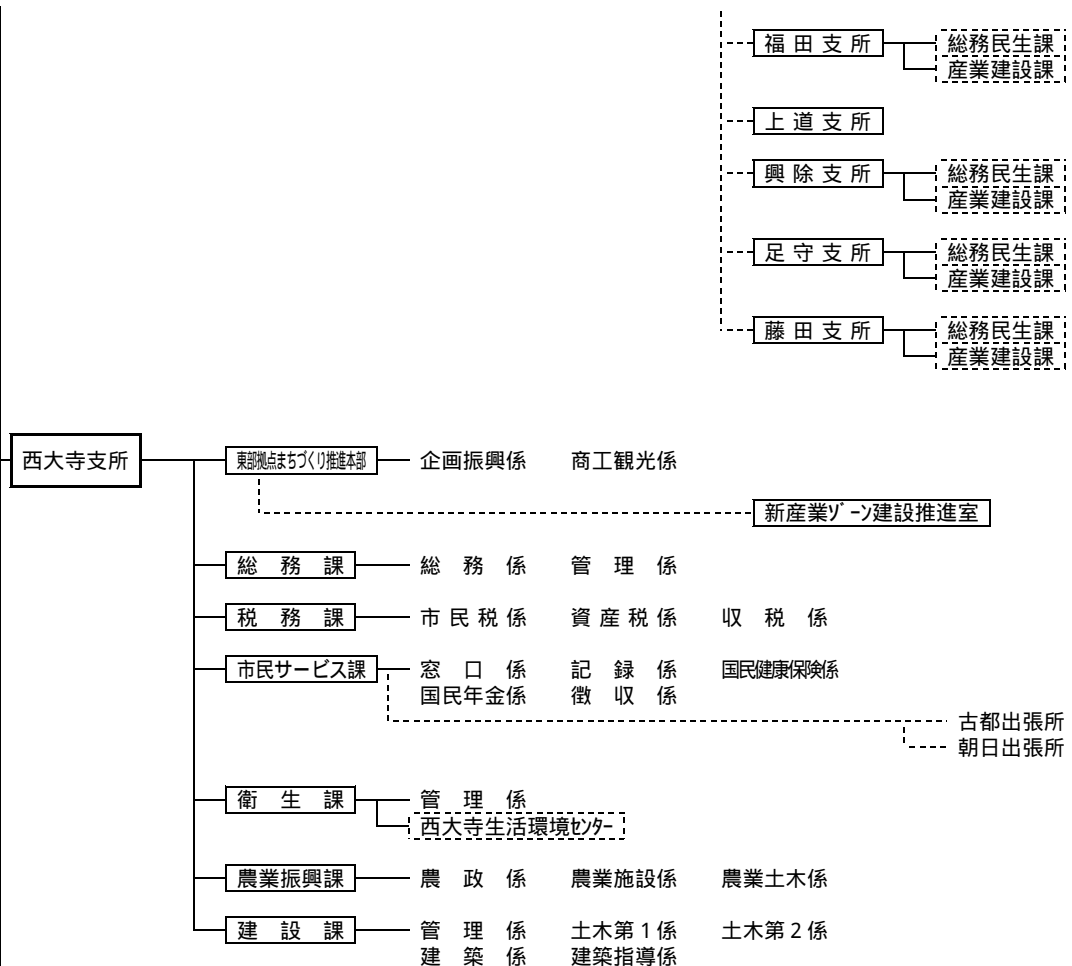 福田支所 総務民生課
産業建設課
上道支所
興除支所 総務民生課
産業建設課
足守支所 総務民生課
産業建設課
藤田支所 総務民生課
産業建設課
西大寺支所 東部拠点まちづくり推進本部 企画振興係 商工観光係
新産業ｿﾞｰﾝ建設推進室
総務課 総務係 管理係
税務課 市民税係 資産税係 収税係
市民サービス課 窓口係 記録係 国民健康保険係
国民年金係 徴収係
古都出張所
朝日出張所
衛生課 管理係
西大寺生活環境ｾﾝﾀｰ
農業振興課 農政係 農業施設係 農業土木係
建設課 管理係 土木第１係 土木第２係
建築係 建築指導係